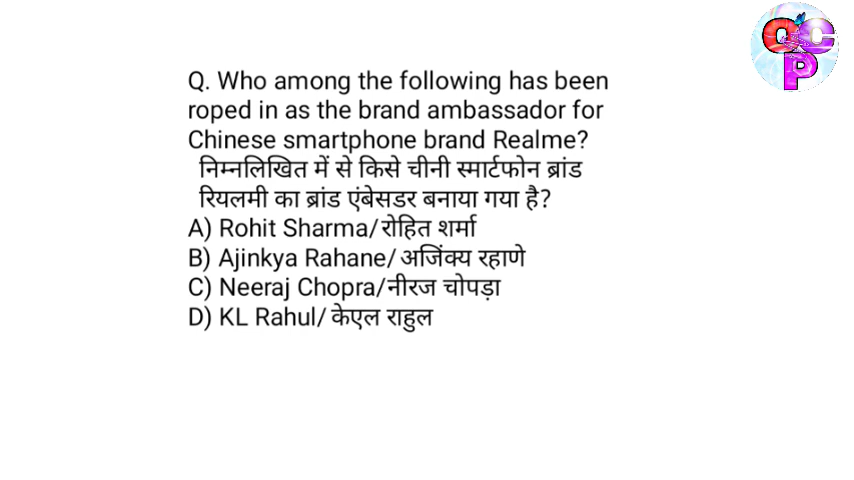 QCP
Q. Who among the following has been
roped in as the brand ambassador for
Chinese smartphone brand Realme?
निम्नलिखित में से किसे चीनी स्मार्टफोन ब्रांड
रियलमी का ब्रांड एंबेसडर बनाया गया है?
A) Rohit Sharma/रोहित शर्मा
B) Ajinkya Rahane/अजिंक्य रहाणे
C) Neeraj Chopra/नीरज चोपड़ा
D) KL Rahul/ केएल राहुल